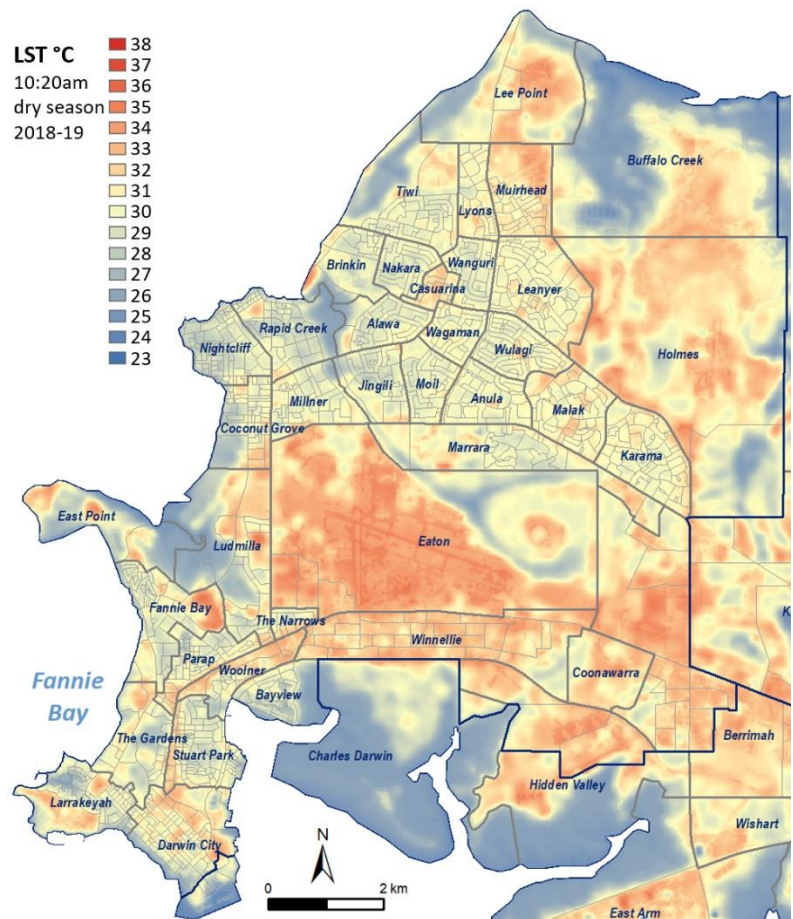 LST °C
10:20am
dry season
2018-19
38
37
36
35
34
33
32
31
30
29
28
27
26
25
24
23
Lee Point
Buffalo Creek
Tiwi
Lyons
Muirhead
Brinkin
Nakara
Wanguri
Casuarina
Leanyer
Rapid Creek
Alawa
Wagaman
Nightcliff
Wulagi
Holmes
Jingili
Moil
Millner
Anula
Malak
Coconut Grove
Marrara
Karama
East Point
Ludmilla
Eaton
Fannie Bay
The Narrows
Winnellie
Parap
Woolner
Coonawarra
Fannie
Bay
Bayview
The Gardens
Stuart Park
Charles Darwin
Berrimah
Hidden Valley
Larrakeyah
Darwin City
Wishart
N
0 2 km
East Arm
K